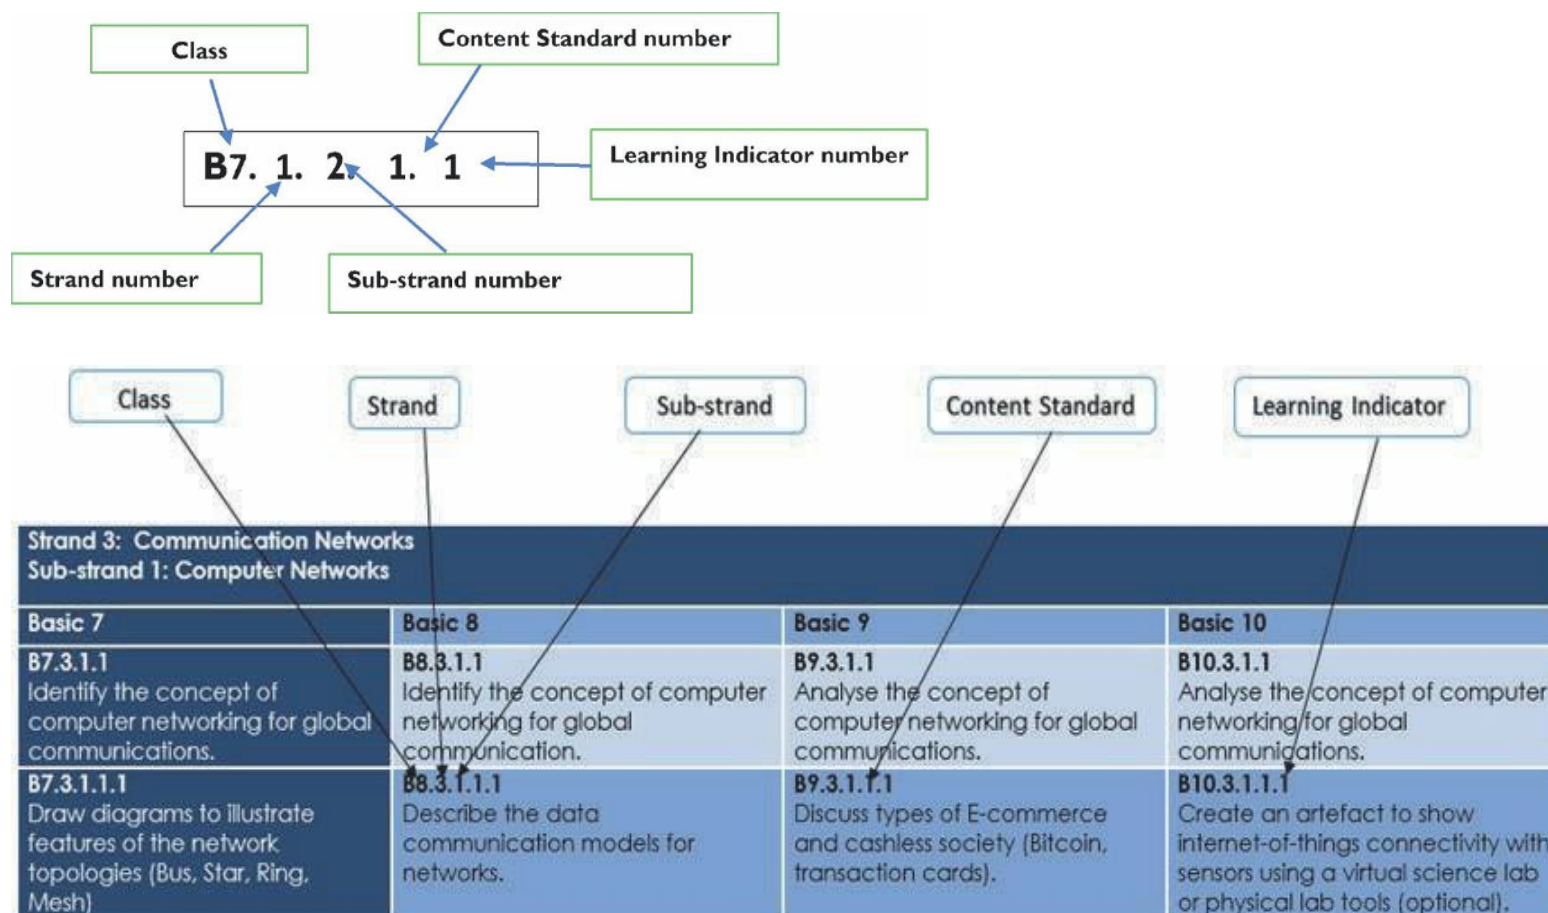 Class
Content Standard number
B7. 1. 2. 1. 1
Learning Indicator number
Strand number
Sub-strand number
Class
Strand
Sub-strand
Content Standard
Learning Indicator
Strand 3: Communication Networks
Sub-strand 1: Computer Networks
Basic 7
Basic 8
Basic 9
Basic 10
B7.3.1.1
Identify the concept of
computer networking for global
communications.
B8.3.1.1
Identify the concept of computer
networking for global
communication.
B9.3.1.1
Analyse the concept of
computer networking for global
communications.
B10.3.1.1
Analyse the concept of computer
networking for global
communications.
B7.3.1.1.1
Draw diagrams to illustrate
features of the network
topologies (Bus, Star, Ring,
Mesh)
B8.3.1.1.1
Describe the data
communication models for
networks.
B9.3.1.1.1
Discuss types of E-commerce
and cashless society (Bitcoin,
transaction cards).
B10.3.1.1.1
Create an artefact to show
internet-of-things connectivity with
sensors using a virtual science lab
or physical lab tools (optional).